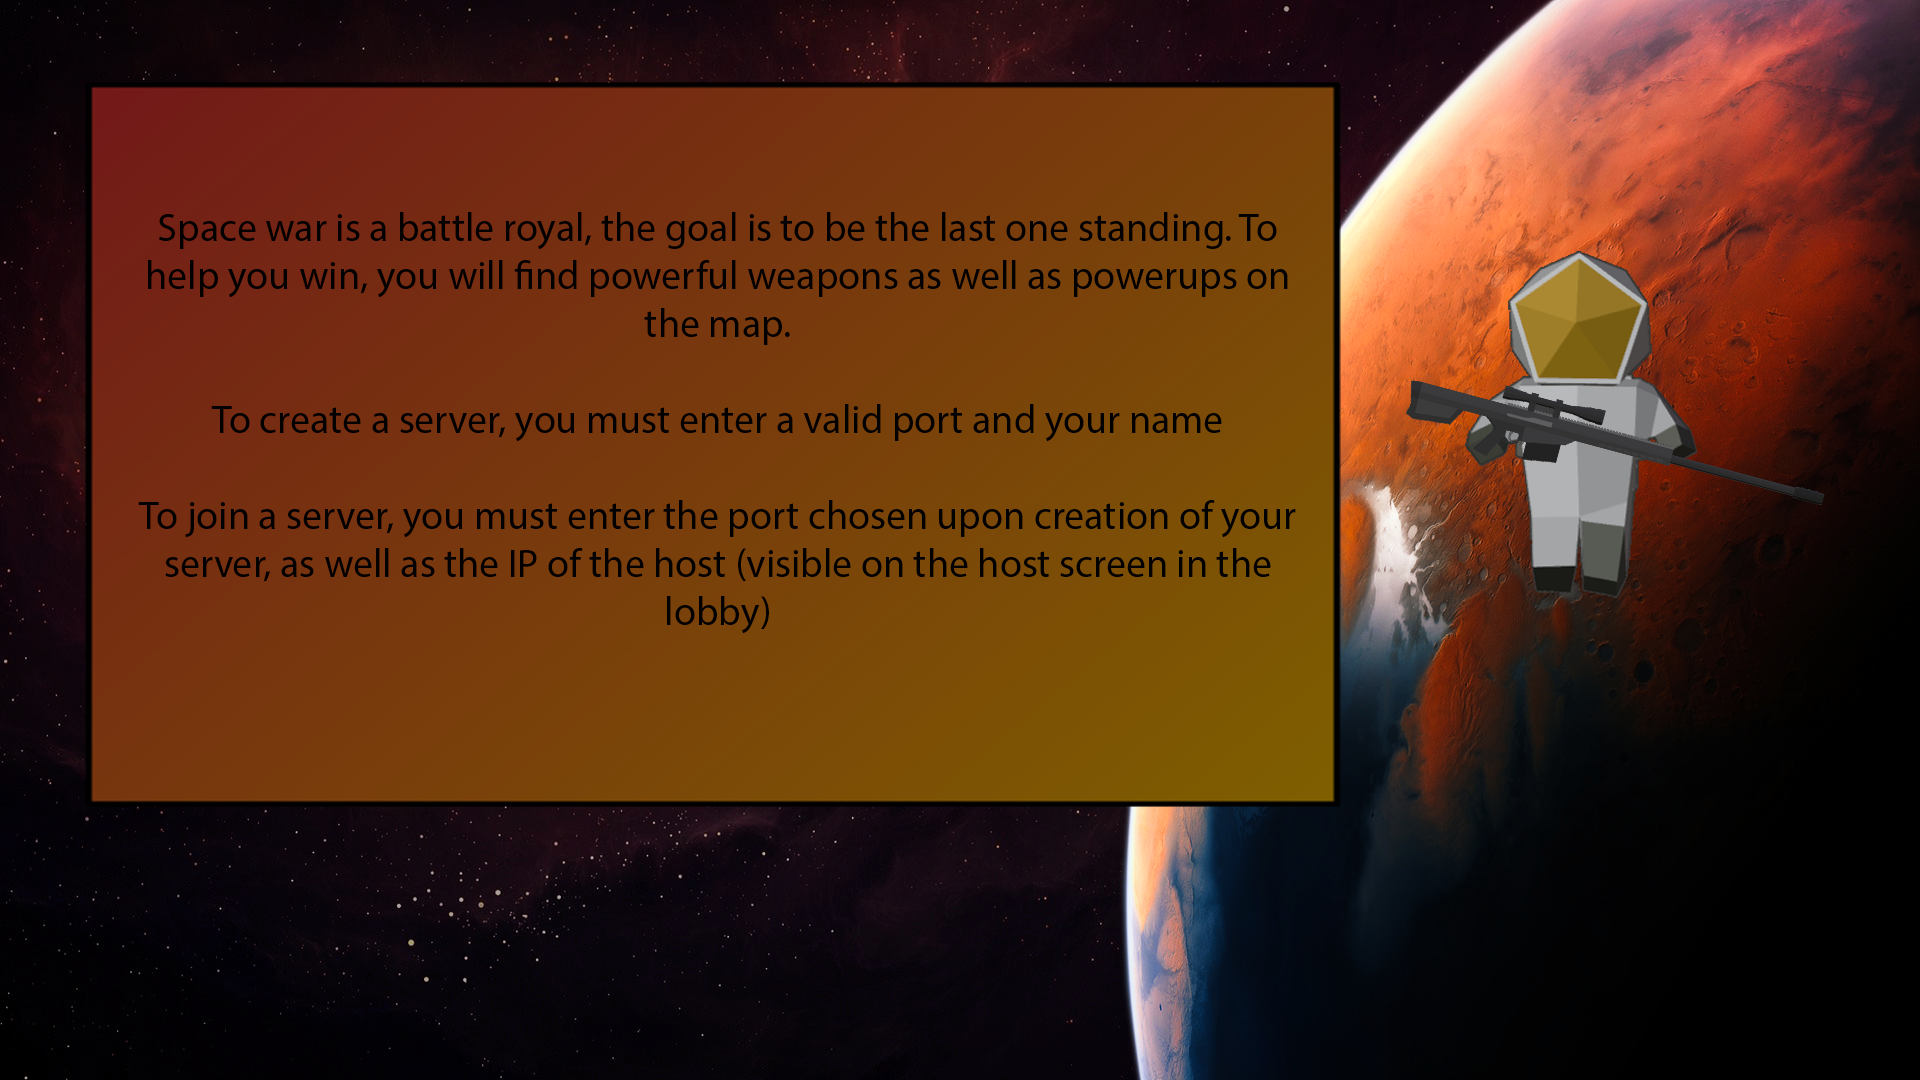 Space war is a battle royal, the goal is to be the last one standing. To
help you win, you will find powerful weapons as well as powerups on
the map.
To create a server, you must enter a valid port and your name
To join a server, you must enter the port chosen upon creation of your
server, as well as the IP of the host (visible on the host screen in the
lobby)